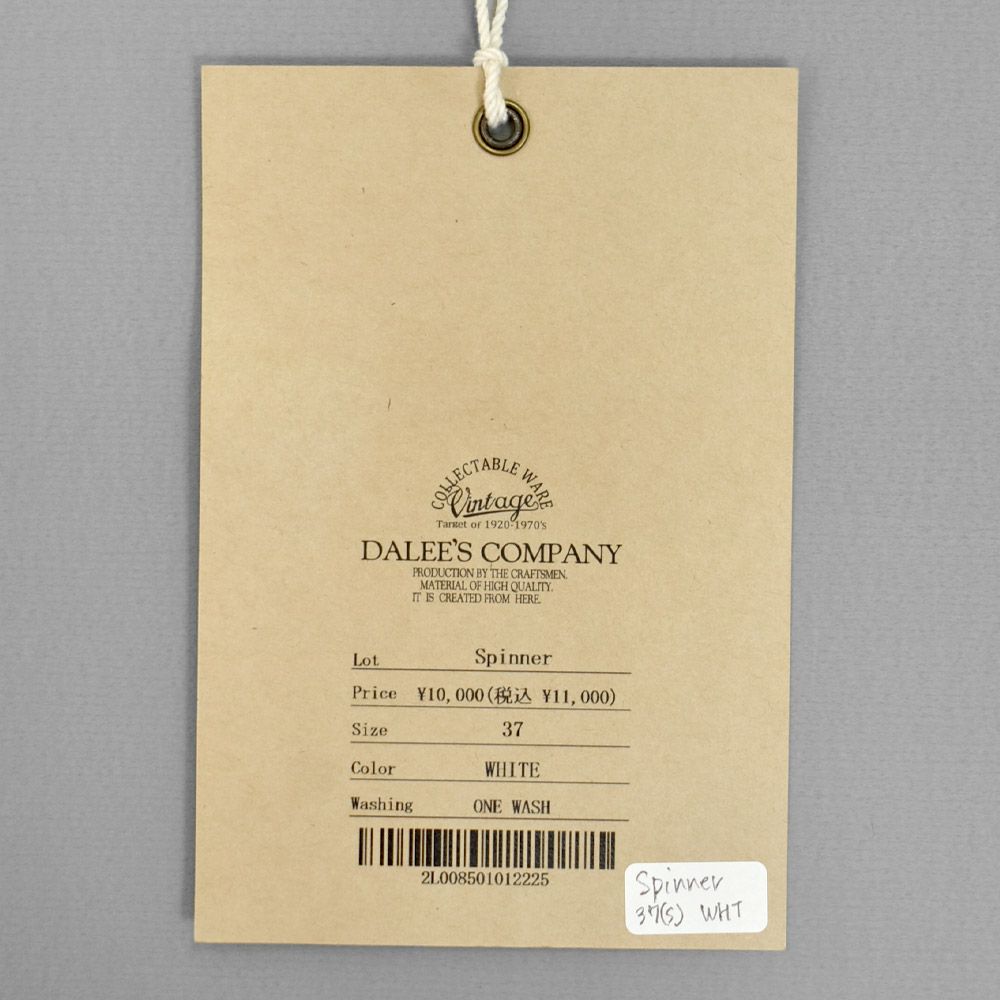 COLLECTABLE WARE
Vintage
Target of 1920-1970's
DALEE'S COMPANY
PRODUCTION BY THE CRAFTSMEN.
MATERIAL OF HIGH QUALITY.
IT IS CREATED FROM HERE.
Lot Spinner
Price ¥10,000(税込 ¥11,000)
Size 37
Color WHITE
Washing ONE WASH
2L008501012225
Spinner
37(S) WHT